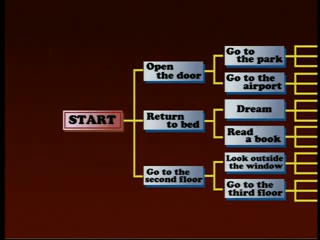 START
Open
the door
Return
to bed
Go to the
second floor
Go to
the park
Go to the
airport
Dream
Read
a book
Look outside
the window
Go to the
third floor